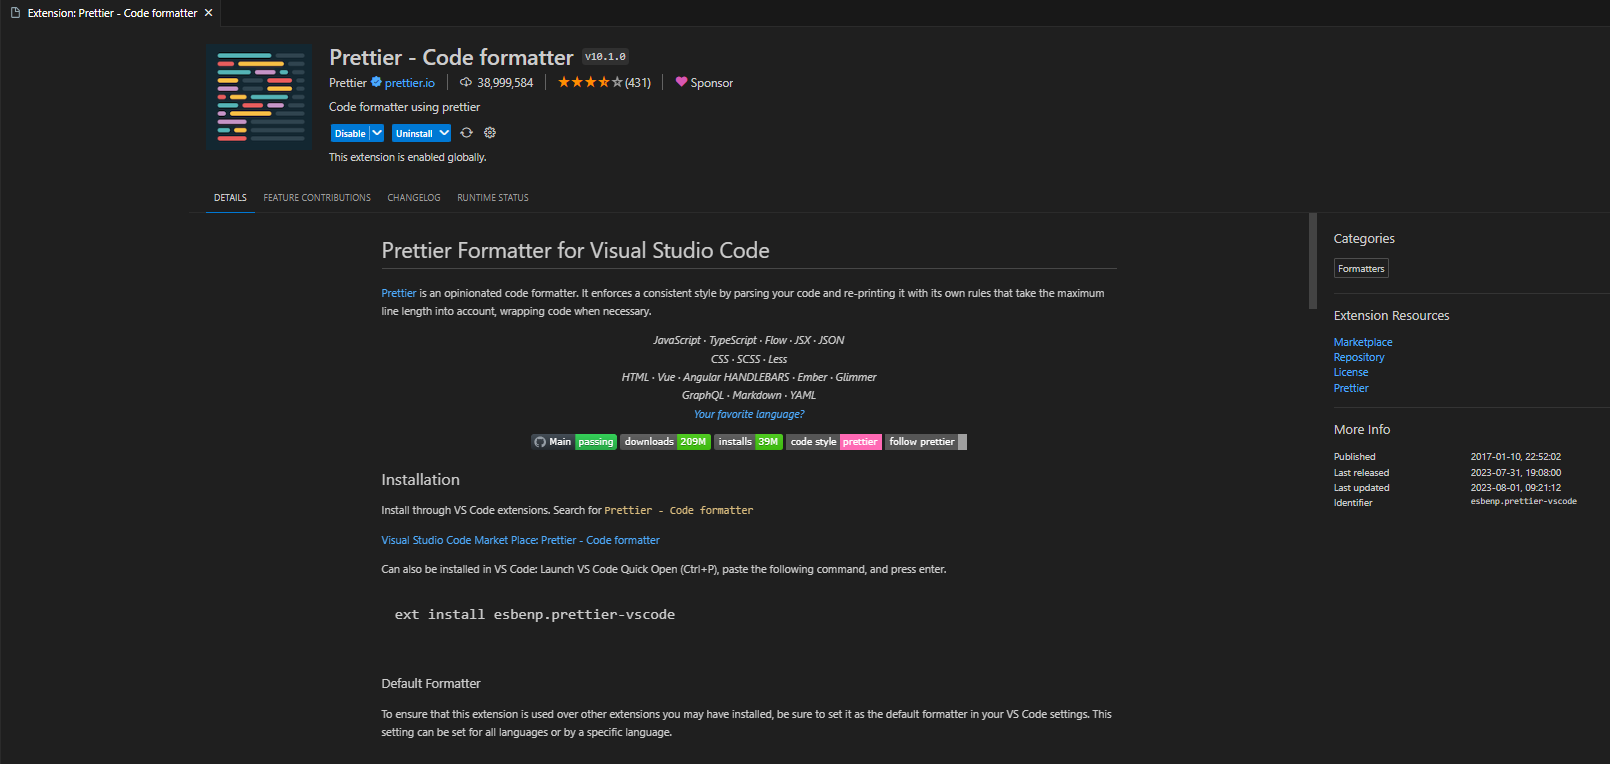 Extension: Prettier - Code formatter
Prettier - Code formatter v10.1.0
Prettier prettier.io 38,999,584 (431) Sponsor
Code formatter using prettier
Disable Uninstall
This extension is enabled globally.
DETAILS FEATURE CONTRIBUTIONS CHANGELOG RUNTIME STATUS
Prettier Formatter for Visual Studio Code
Prettier is an opinionated code formatter. It enforces a consistent style by parsing your code and re-printing it with its own rules that take the maximum
line length into account, wrapping code when necessary.
JavaScript · TypeScript · Flow · JSX · JSON
CSS · SCSS · Less
HTML · Vue · Angular HANDLEBARS · Ember · Glimmer
GraphQL · Markdown · YAML
Your favorite language?
Main passing downloads 209M installs 39M code style prettier follow prettier
Installation
Install through VS Code extensions. Search for Prettier - Code formatter
Visual Studio Code Market Place: Prettier - Code formatter
Can also be installed in VS Code: Launch VS Code Quick Open (Ctrl+P), paste the following command, and press enter.
ext install esbenp.prettier-vscode
Default Formatter
To ensure that this extension is used over other extensions you may have installed, be sure to set it as the default formatter in your VS Code settings. This
setting can be set for all languages or by a specific language.
Categories
Formatters
Extension Resources
Marketplace
Repository
License
Prettier
More Info
Published 2017-01-10, 22:52:02
Last released 2023-07-31, 19:08:00
Last updated 2023-08-01, 09:21:12
Identifier esbenp.prettier-vscode